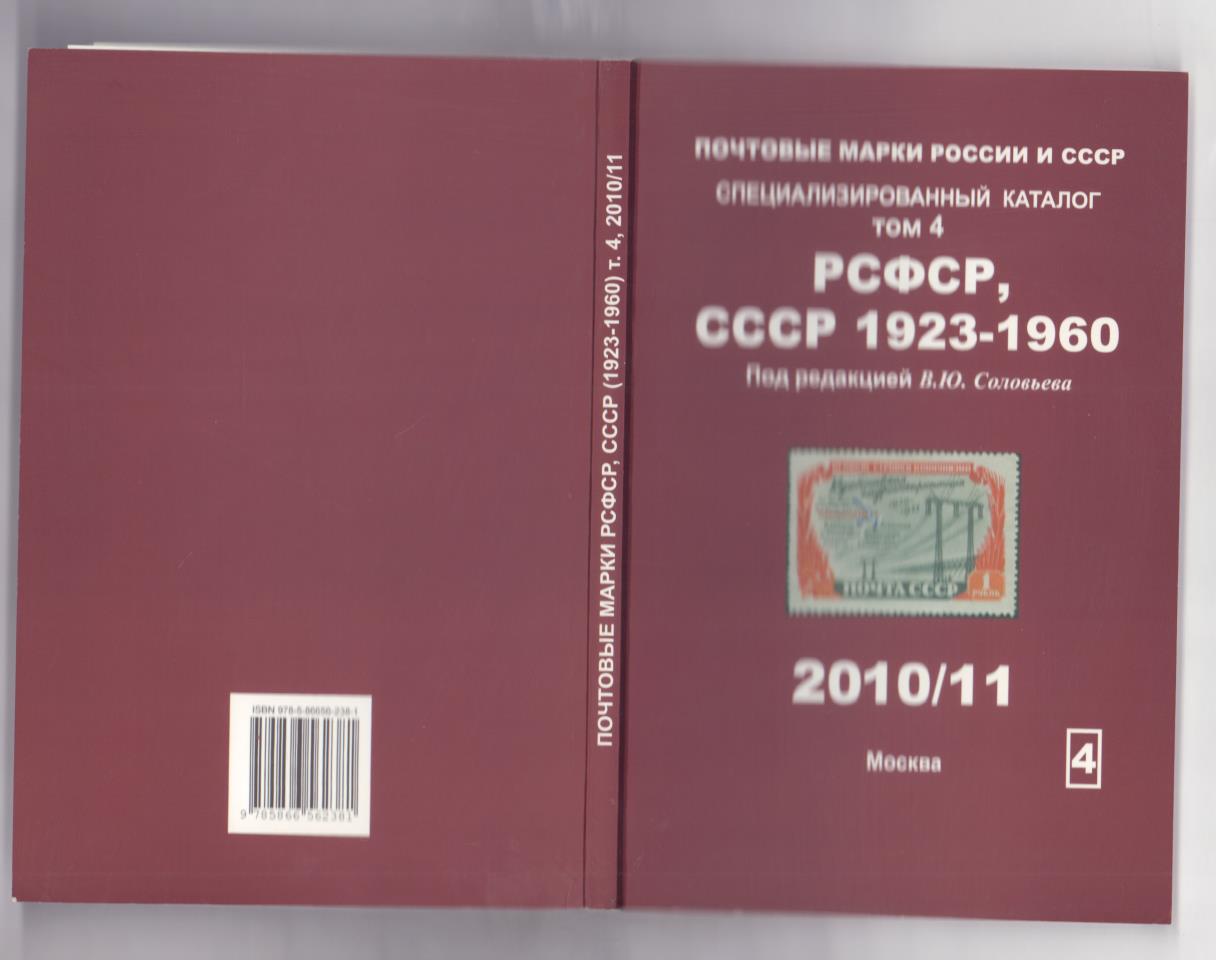 ISBN 978-5-86656-238-1
9 785866 562381
ПОЧТОВЫЕ МАРКИ РСФСР, СССР (1923-1960) т. 4, 2010/11
ПОЧТОВЫЕ МАРКИ РОССИИ И СССР
СПЕЦИАЛИЗИРОВАННЫЙ КАТАЛОГ
том 4
РСФСР,
СССР 1923-1960
Под редакцией В.Ю. Соловьева
ПОЧТА СССР
1
РУБЛЬ
2010/11
Москва
4